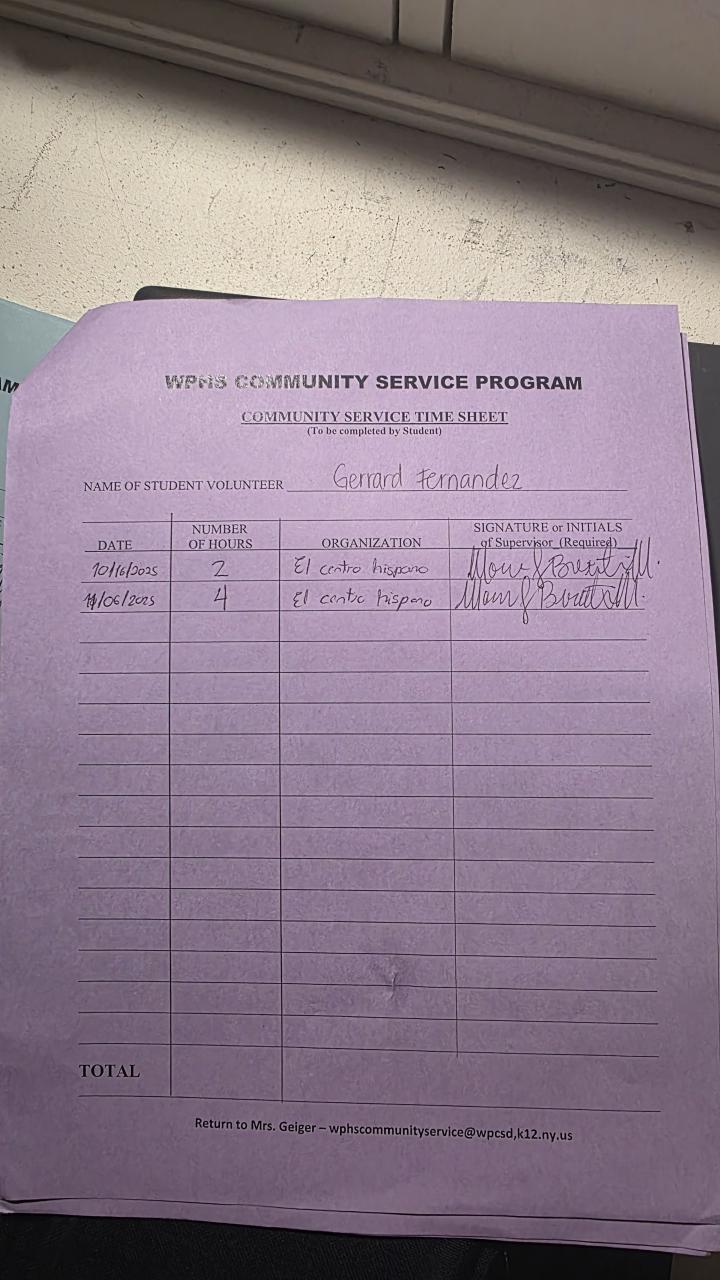 AM
WPHS COMMUNITY SERVICE PROGRAM
COMMUNITY SERVICE TIME SHEET
(To be completed by Student)
NAME OF STUDENT VOLUNTEER Gerrard Fernandez
DATE NUMBER OF HOURS ORGANIZATION SIGNATURE or INITIALS of Supervisor (Required)
10/16/2025 2 El centro hispano
11/06/2025 4 El centro hispano
TOTAL
Return to Mrs. Geiger – wphscommunityservice@wpcsd,k12.ny.us